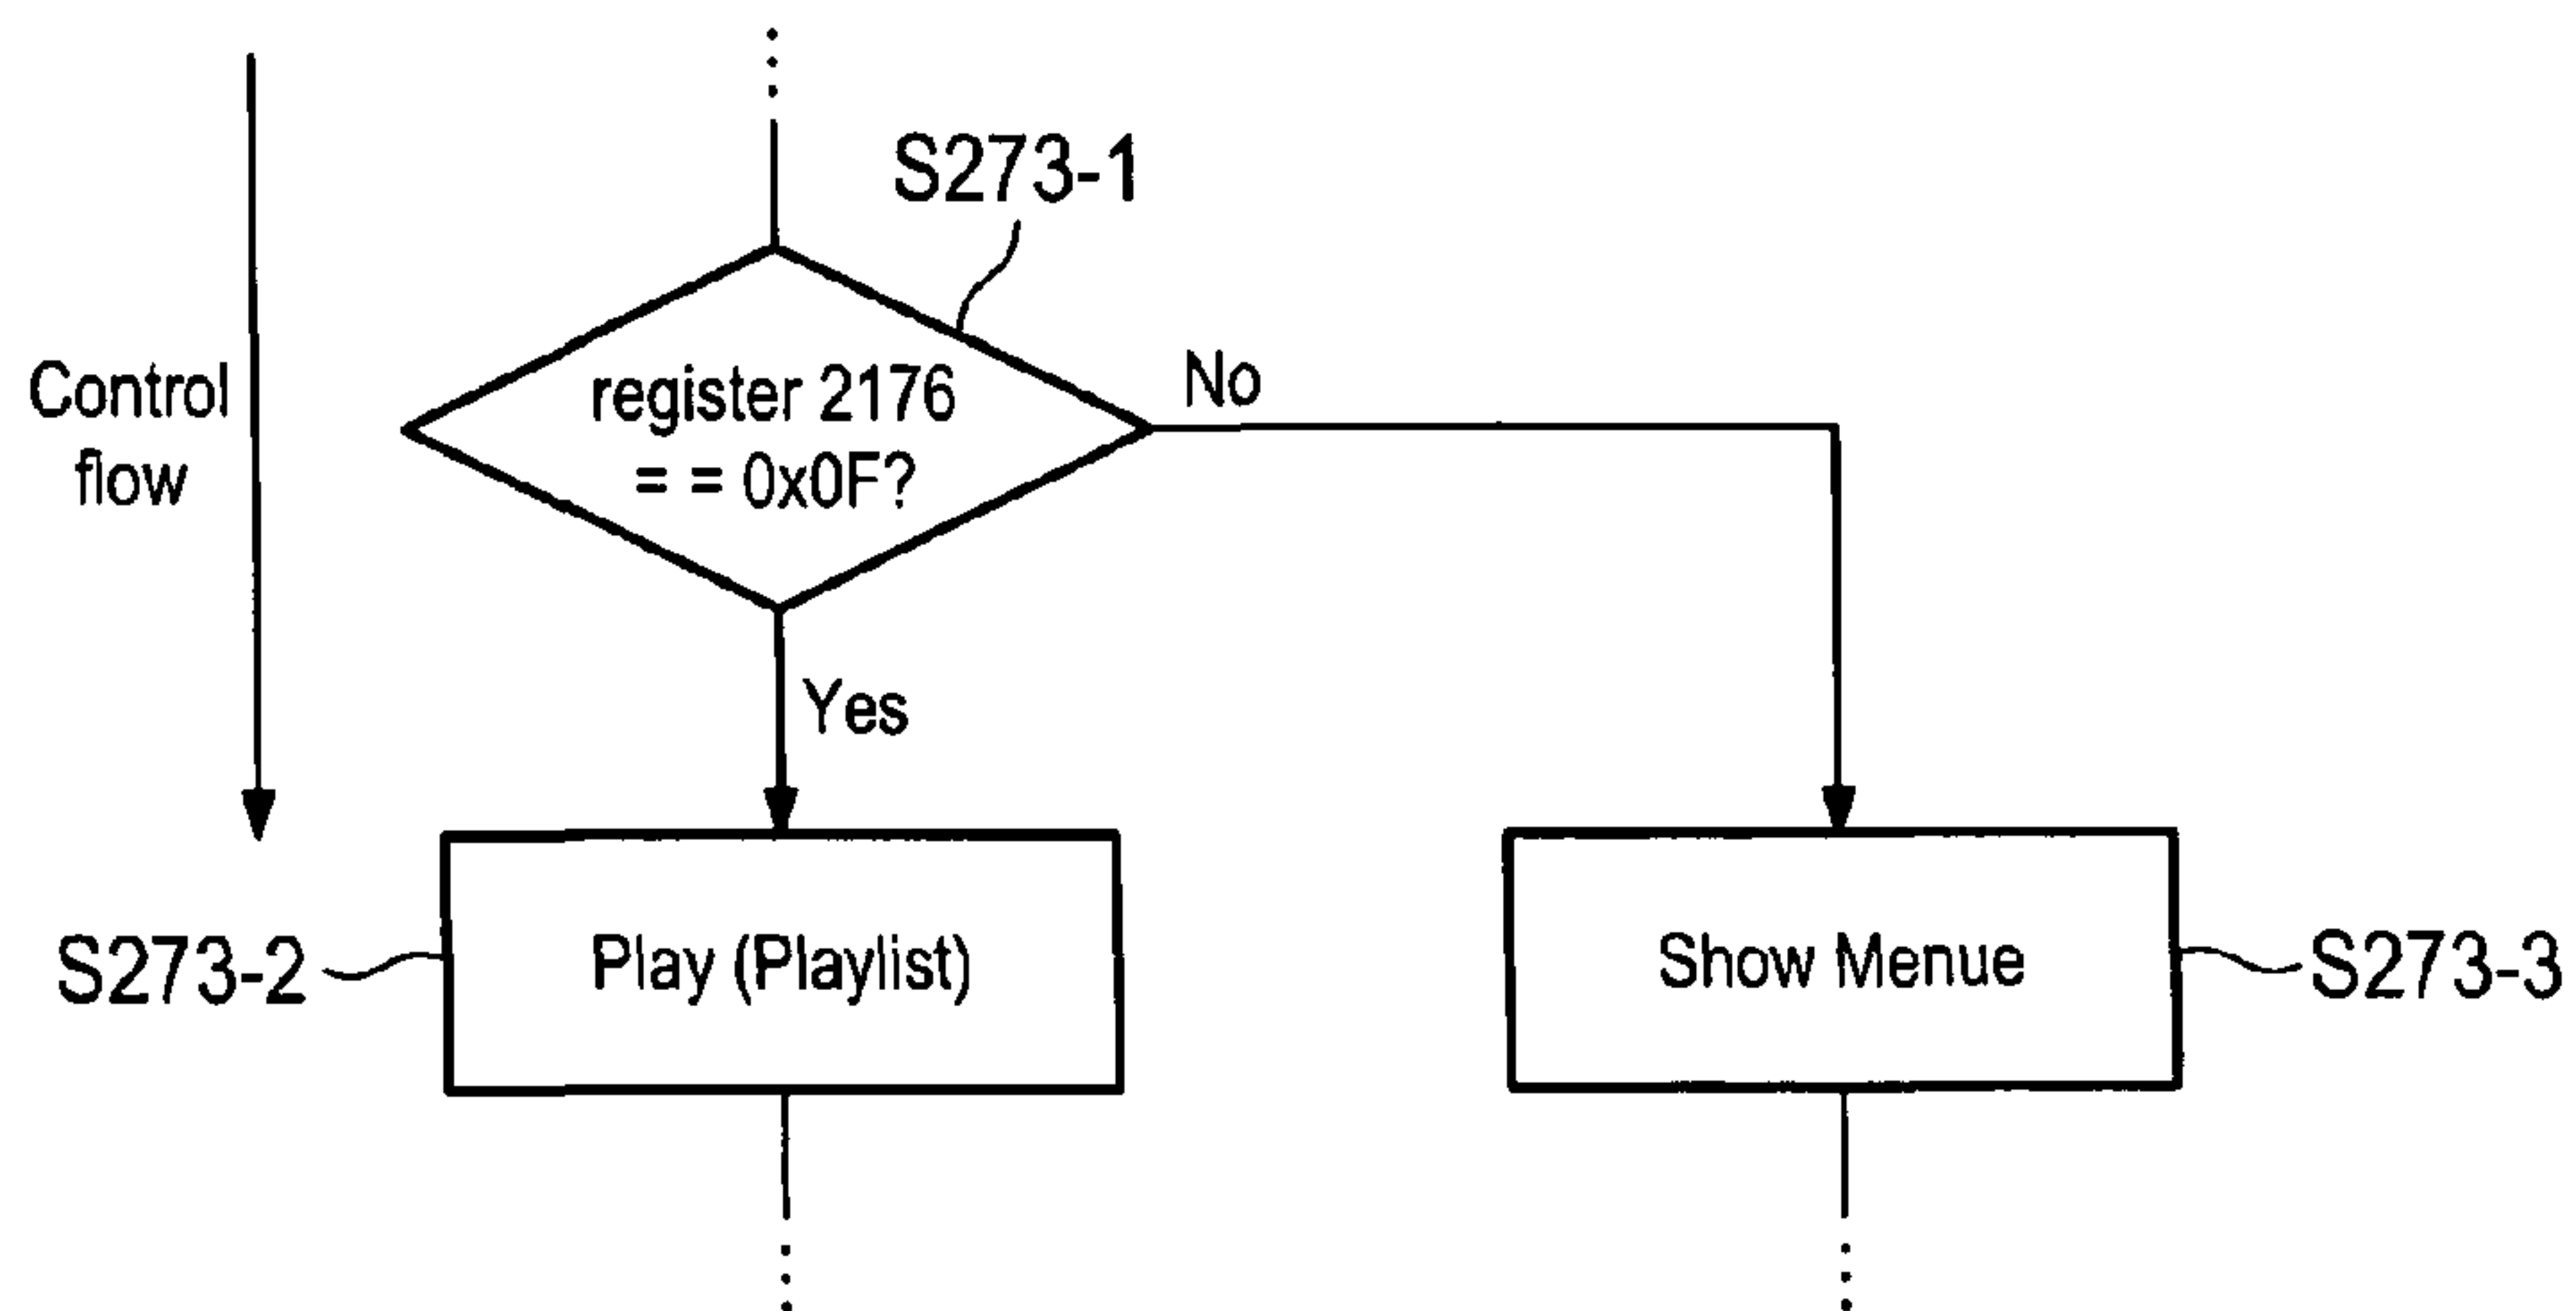 S273-1
Control
flow
register 2176
= = 0x0F?
No
Yes
S273-2
Play (Playlist)
Show Menue
S273-3